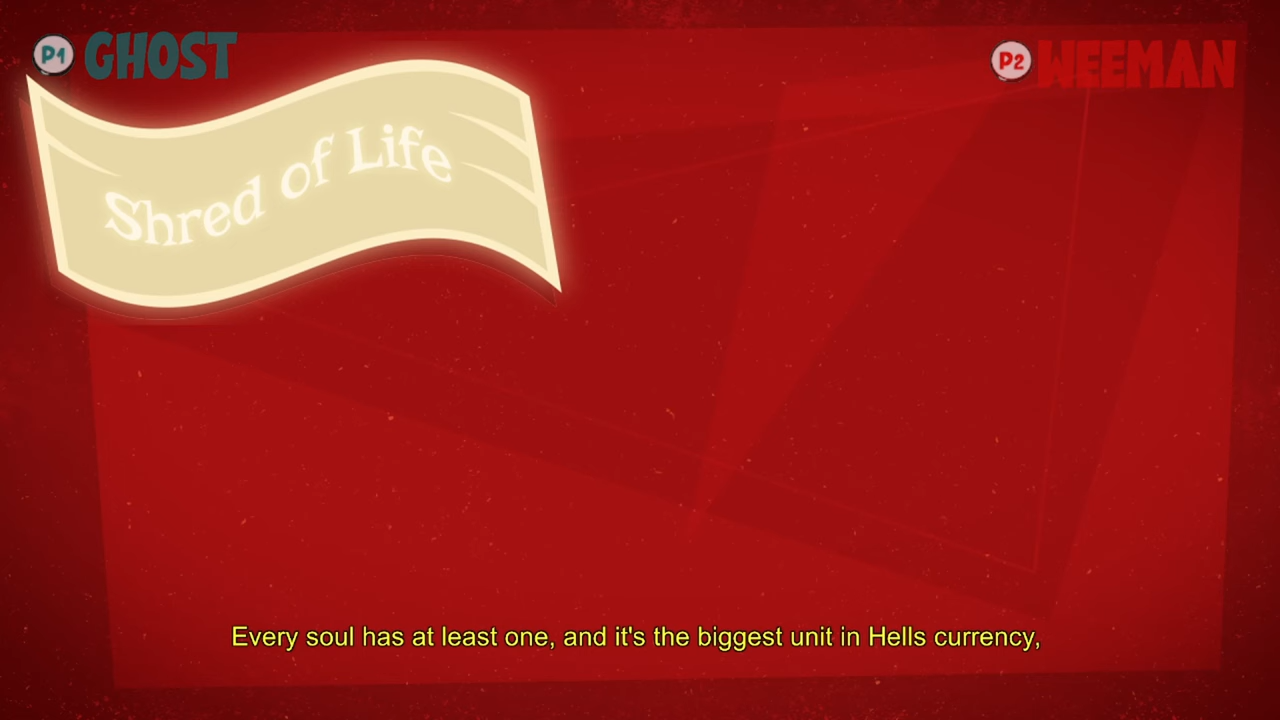 P1 GHOST
P2 WEEMAN
Shred of Life
Every soul has at least one, and it's the biggest unit in Hells currency,